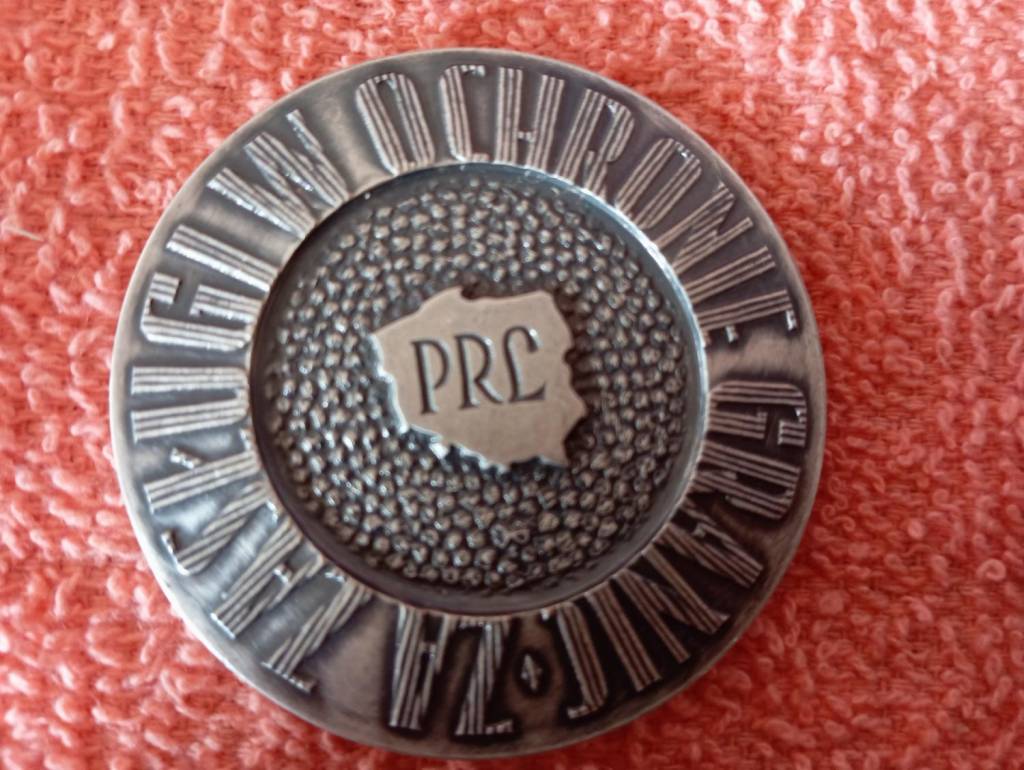 ZA ZASŁUGI W OCHRONIE GRANIC
PRL